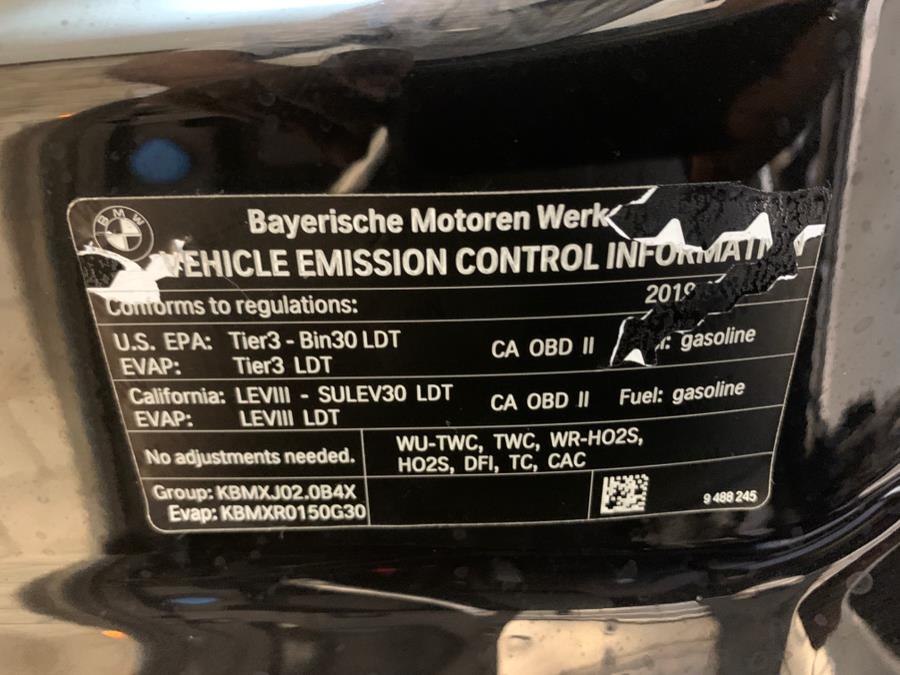 BMW
Bayerische Motoren Werk
VEHICLE EMISSION CONTROL INFORMATI
Conforms to regulations: 2019
U.S. EPA: Tier3 - Bin30 LDT CA OBD II gasoline
EVAP: Tier3 LDT
California: LEVIII - SULEV30 LDT CA OBD II Fuel: gasoline
EVAP: LEVIII LDT
No adjustments needed.
WU-TWC, TWC, WR-HO2S,
HO2S, DFI, TC, CAC
Group: KBMXJ02.0B4X
Evap: KBMXR0150G30
9 488 245